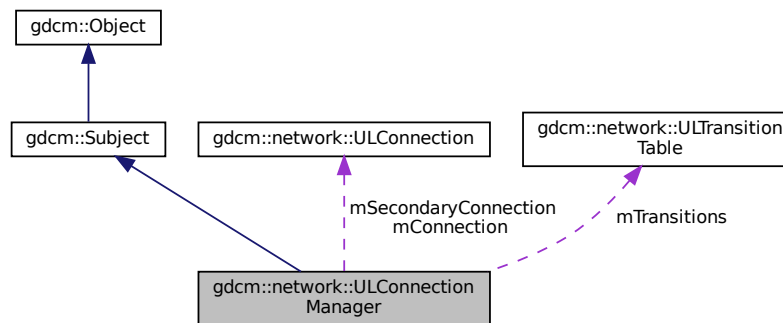 gdcm::Object
gdcm::Subject
gdcm::network::ULConnection
gdcm::network::ULTransition
Table
mSecondaryConnection
mConnection
mTransitions
gdcm::network::ULConnection
Manager